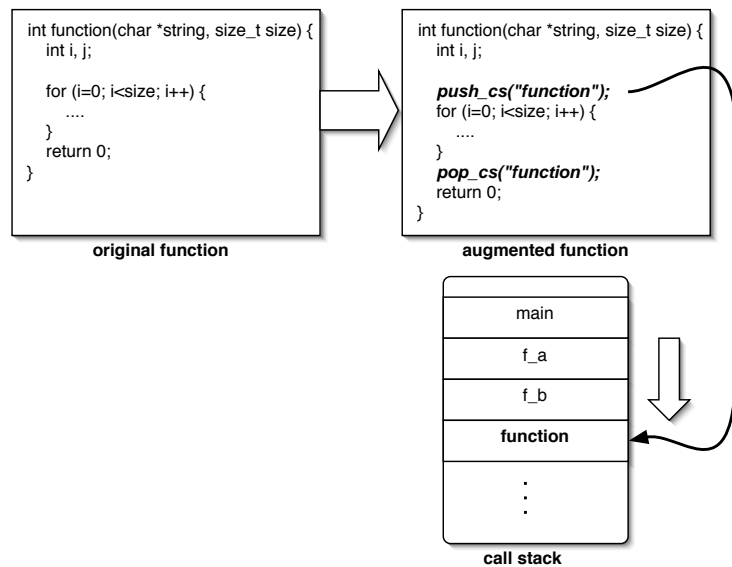 int function(char *string, size_t size) {
int i, j;
for (i=0; i<size; i++) {
....
}
return 0;
}
original function
int function(char *string, size_t size) {
int i, j;
push_cs("function");
for (i=0; i<size; i++) {
....
}
pop_cs("function");
return 0;
}
augmented function
main
f_a
f_b
function
.
.
.
call stack